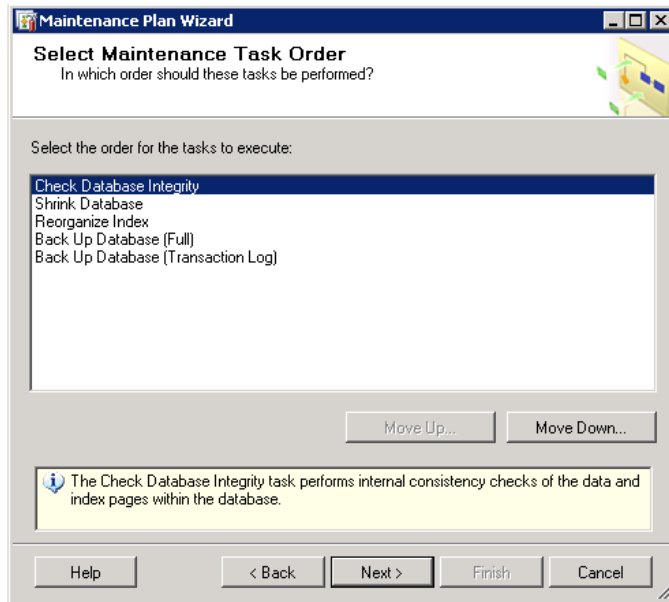 Maintenance Plan Wizard
Select Maintenance Task Order
In which order should these tasks be performed?
Select the order for the tasks to execute:
Check Database Integrity
Shrink Database
Reorganize Index
Back Up Database (Full)
Back Up Database (Transaction Log)
Move Up...
Move Down...
The Check Database Integrity task performs internal consistency checks of the data and
index pages within the database.
Help
< Back
Next >
Finish
Cancel